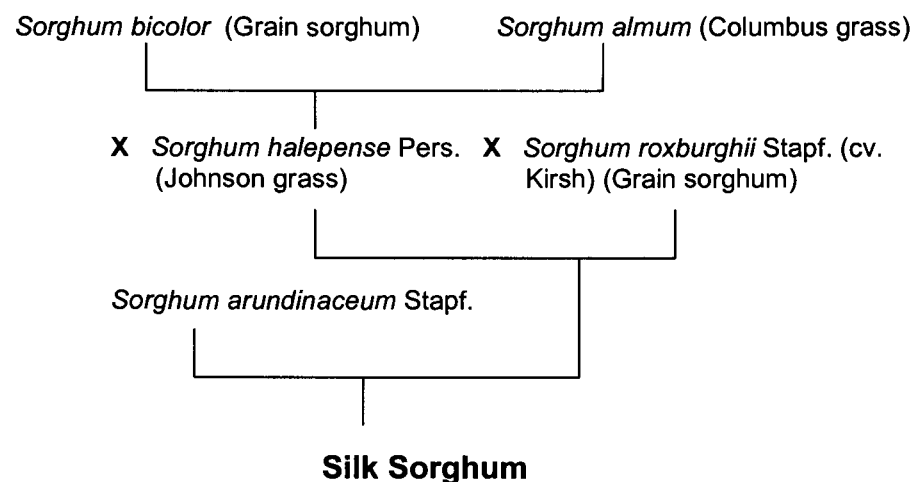 Sorghum bicolor (Grain sorghum) Sorghum almum (Columbus grass)
X Sorghum halepense Pers. X Sorghum roxburghii Stapf. (cv.
(Johnson grass) Kirsh) (Grain sorghum)
Sorghum arundinaceum Stapf.
Silk Sorghum